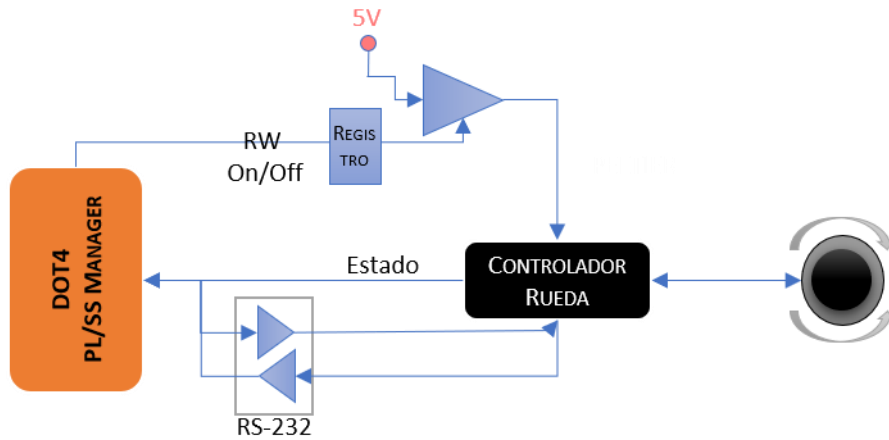 5V
RW
On/Off
REGIS
TRO
DOT4
PL/SS MANAGER
Estado
CONTROLADOR
RUEDA
RS-232